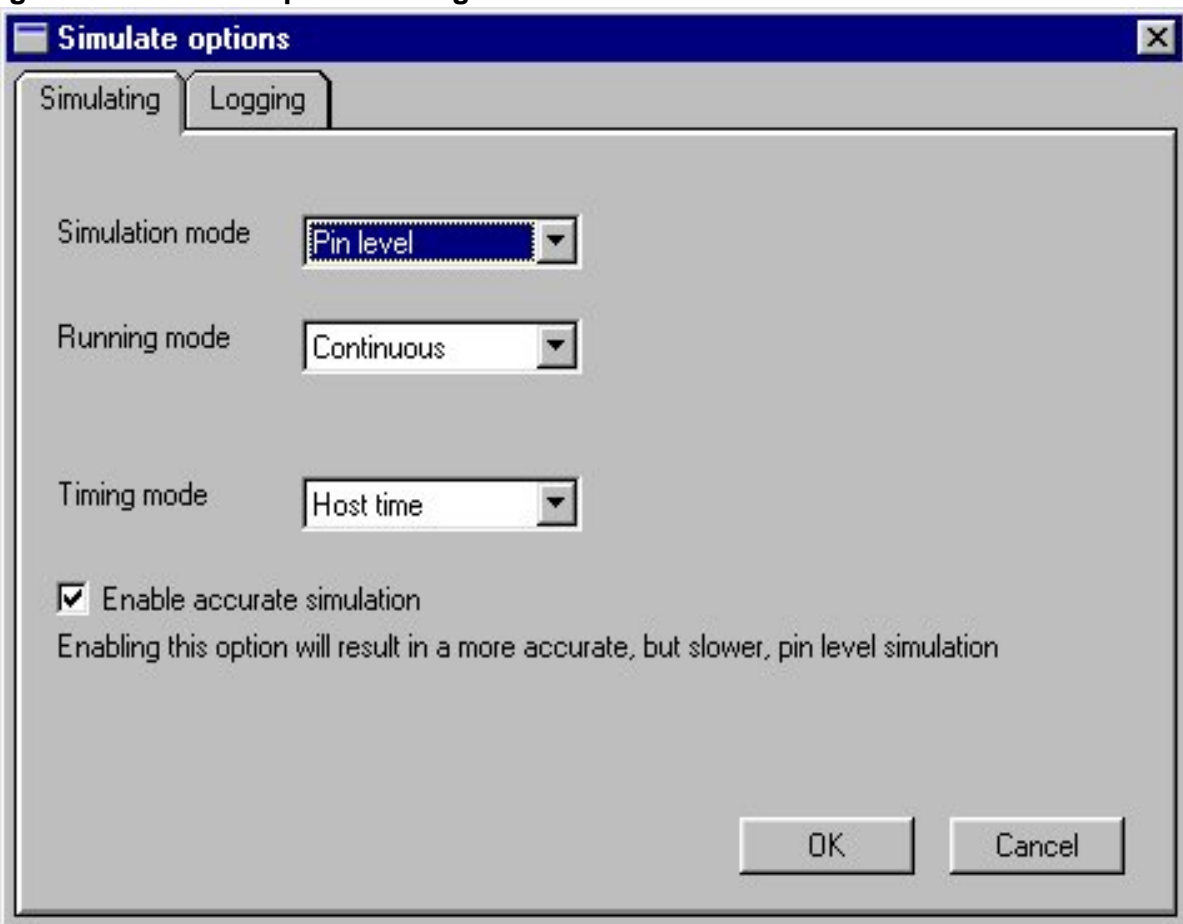 Simulate options
Simulating Logging
Simulation mode Pin level
Running mode Continuous
Timing mode Host time
Enable accurate simulation
Enabling this option will result in a more accurate, but slower, pin level simulation
OK Cancel